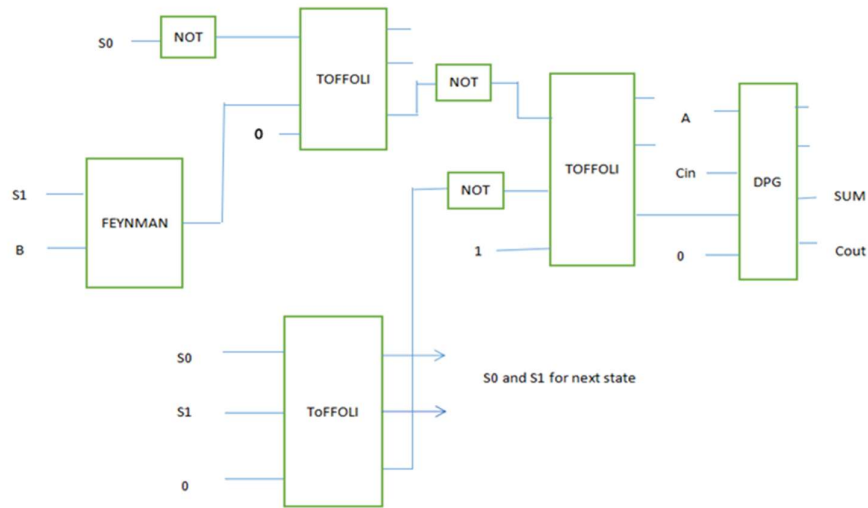 S0
NOT
TOFFOLI
0
NOT
S1
B
FEYNMAN
NOT
1
TOFFOLI
A
Cin
0
DPG
SUM
Cout
S0
S1
0
ToFFOLI
S0 and S1 for next state